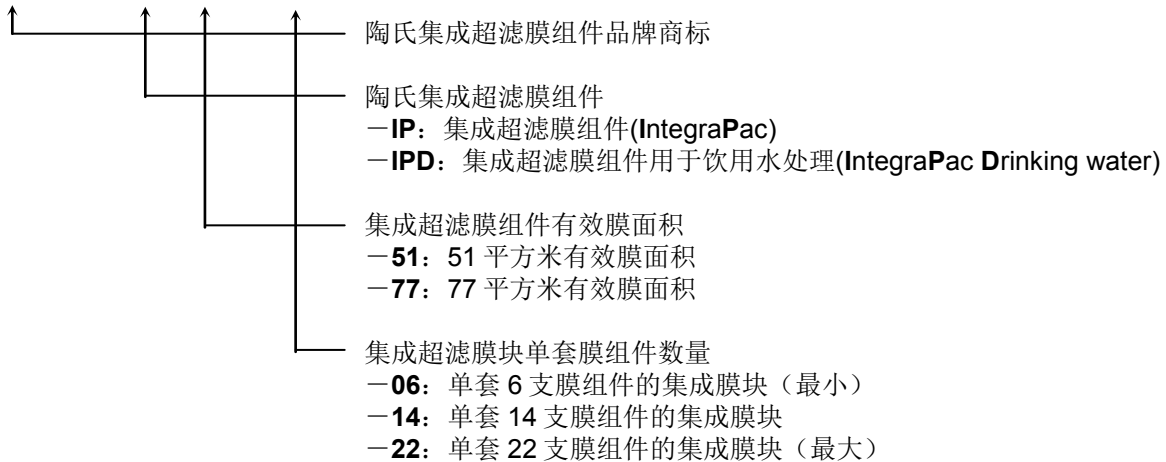 陶氏集成超滤膜组件品牌商标
陶氏集成超滤膜组件
－IP：集成超滤膜组件(IntegraPac)
－IPD：集成超滤膜组件用于饮用水处理(IntegraPac Drinking water)
集成超滤膜组件有效膜面积
－51：51 平方米有效膜面积
－77：77 平方米有效膜面积
集成超滤膜块单套膜组件数量
－06：单套 6 支膜组件的集成膜块（最小）
－14：单套 14 支膜组件的集成膜块
－22：单套 22 支膜组件的集成膜块（最大）